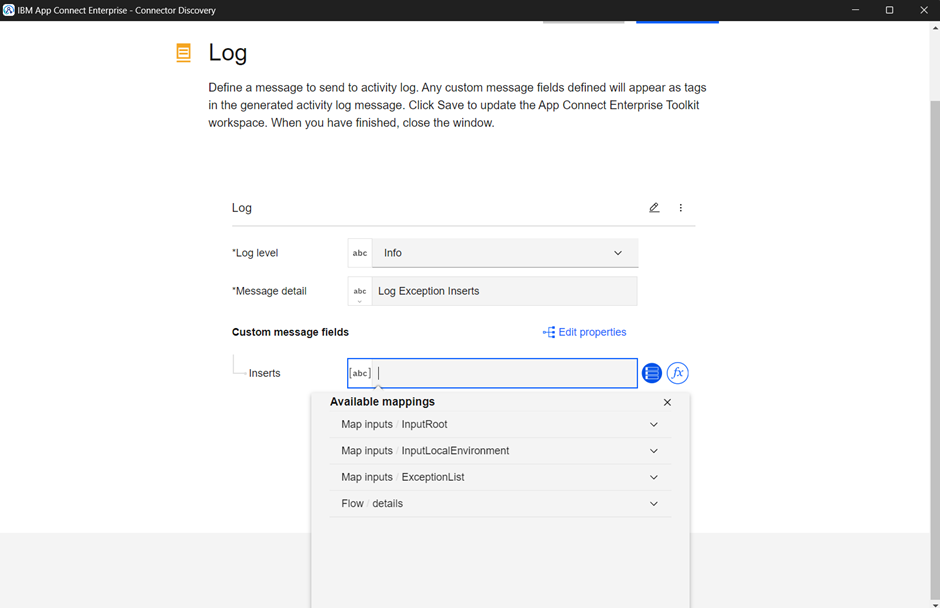 IBM App Connect Enterprise - Connector Discovery
Log
Define a message to send to activity log. Any custom message fields defined will appear as tags
in the generated activity log message. Click Save to update the App Connect Enterprise Toolkit
workspace. When you have finished, close the window.
Log
*Log level
abc
Info
*Message detail
abc
Log Exception Inserts
Custom message fields
Edit properties
Inserts
[abc]
fx
Available mappings
Map inputs / InputRoot
Map inputs / InputLocalEnvironment
Map inputs / ExceptionList
Flow / details